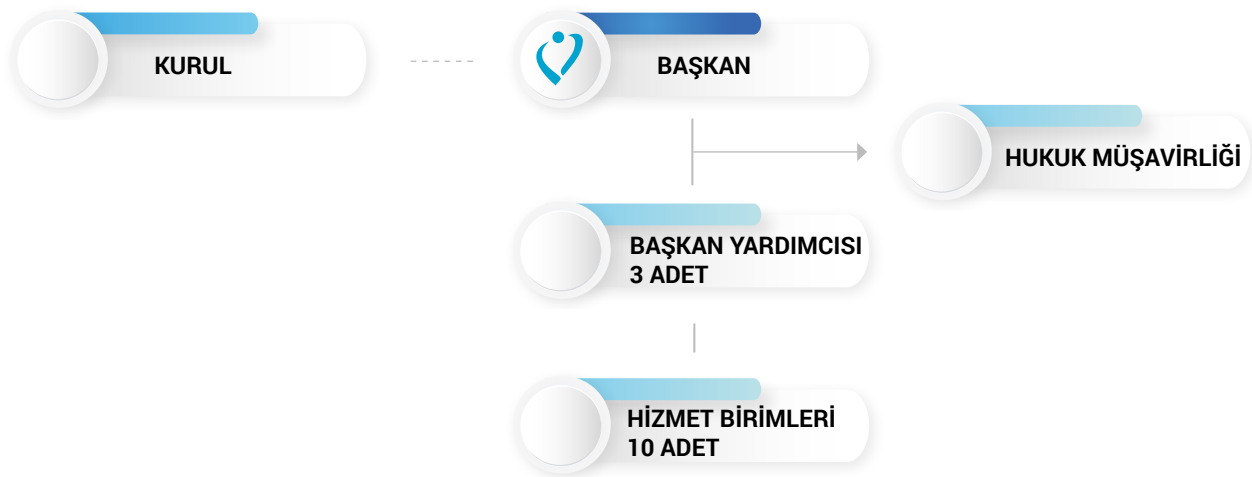 KURUL
BAŞKAN
HUKUK MÜŞAVİRLİĞİ
BAŞKAN YARDIMCISI
3 ADET
HİZMET BİRİMLERİ
10 ADET